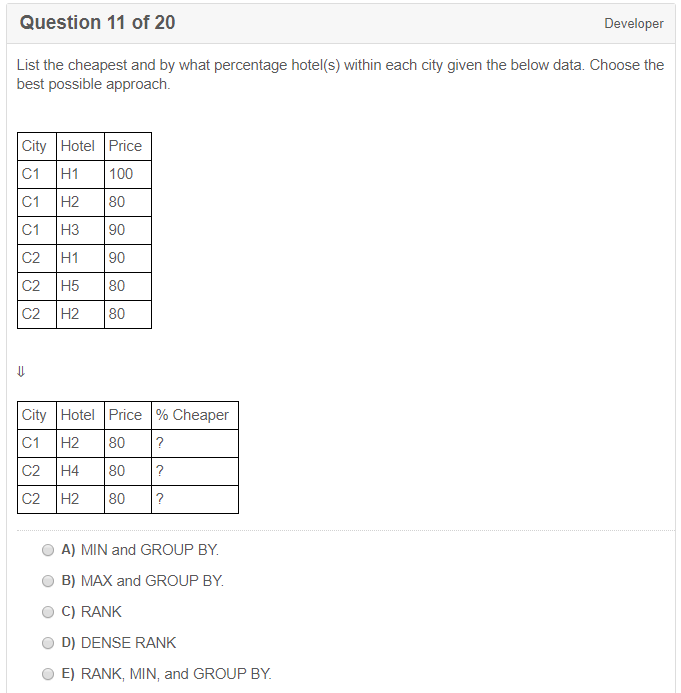 Question 11 of 20
Developer
List the cheapest and by what percentage hotel(s) within each city given the below data. Choose the
best possible approach.
City Hotel Price
C1 H1 100
C1 H2 80
C1 H3 90
C2 H1 90
C2 H5 80
C2 H2 80
⇓
City Hotel Price % Cheaper
C1 H2 80 ?
C2 H4 80 ?
C2 H2 80 ?
A) MIN and GROUP BY.
B) MAX and GROUP BY.
C) RANK
D) DENSE RANK
E) RANK, MIN, and GROUP BY.